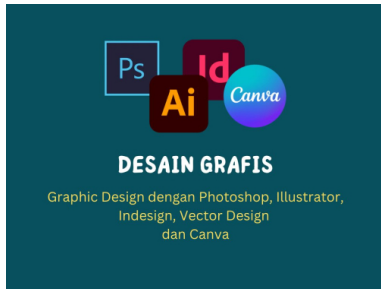 Ps
Id
Ai
Canva
DESAIN GRAFIS
Graphic Design dengan Photoshop, Illustrator,
Indesign, Vector Design
dan Canva